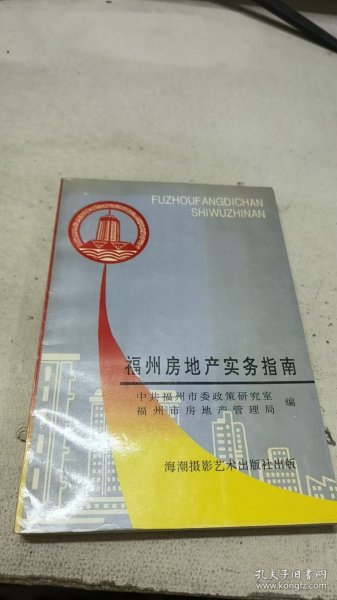 FUZHOUFANGDICHAN
SHIWUZHINAN
福州房地产实务指南
中共福州市委政策研究室
福州市房地产管理局
编
海潮摄影艺术出版社出版
孔夫子旧书网
kongfz.com